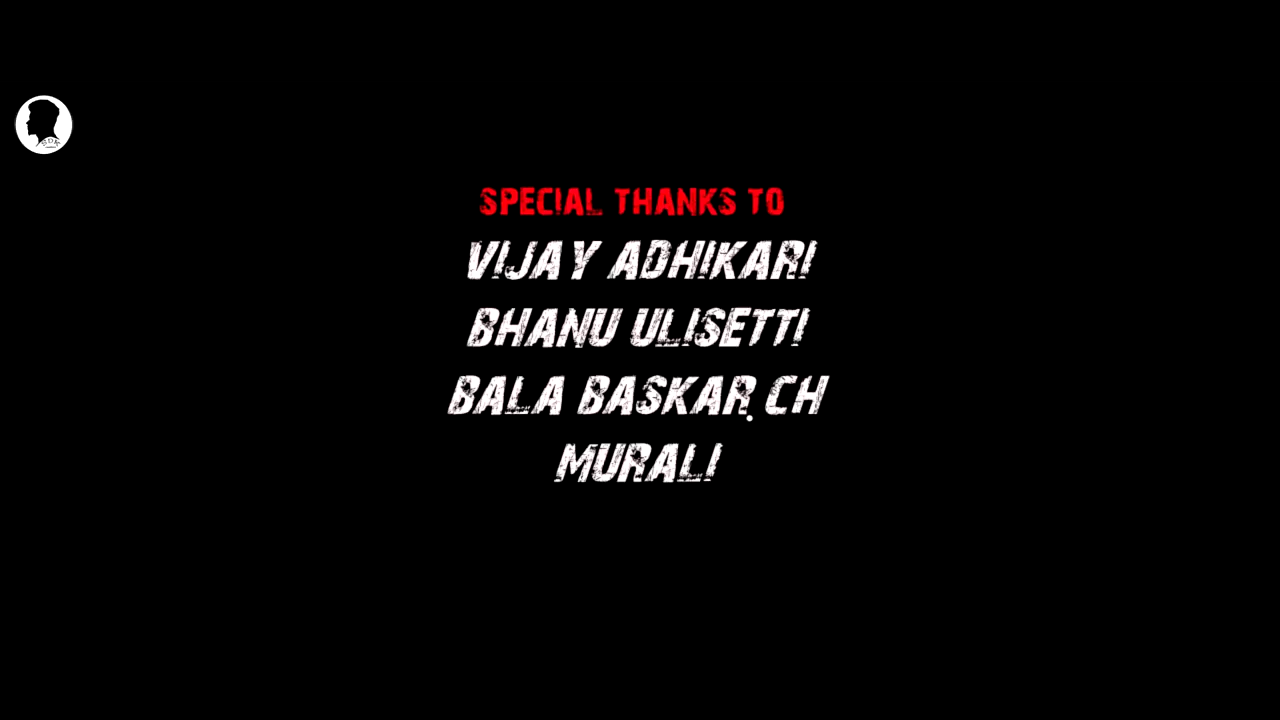 SPECIAL THANKS TO
VIJAY ADHIKARI
BHANU ULISETTI
BALA BASKAR. CH
MURALI